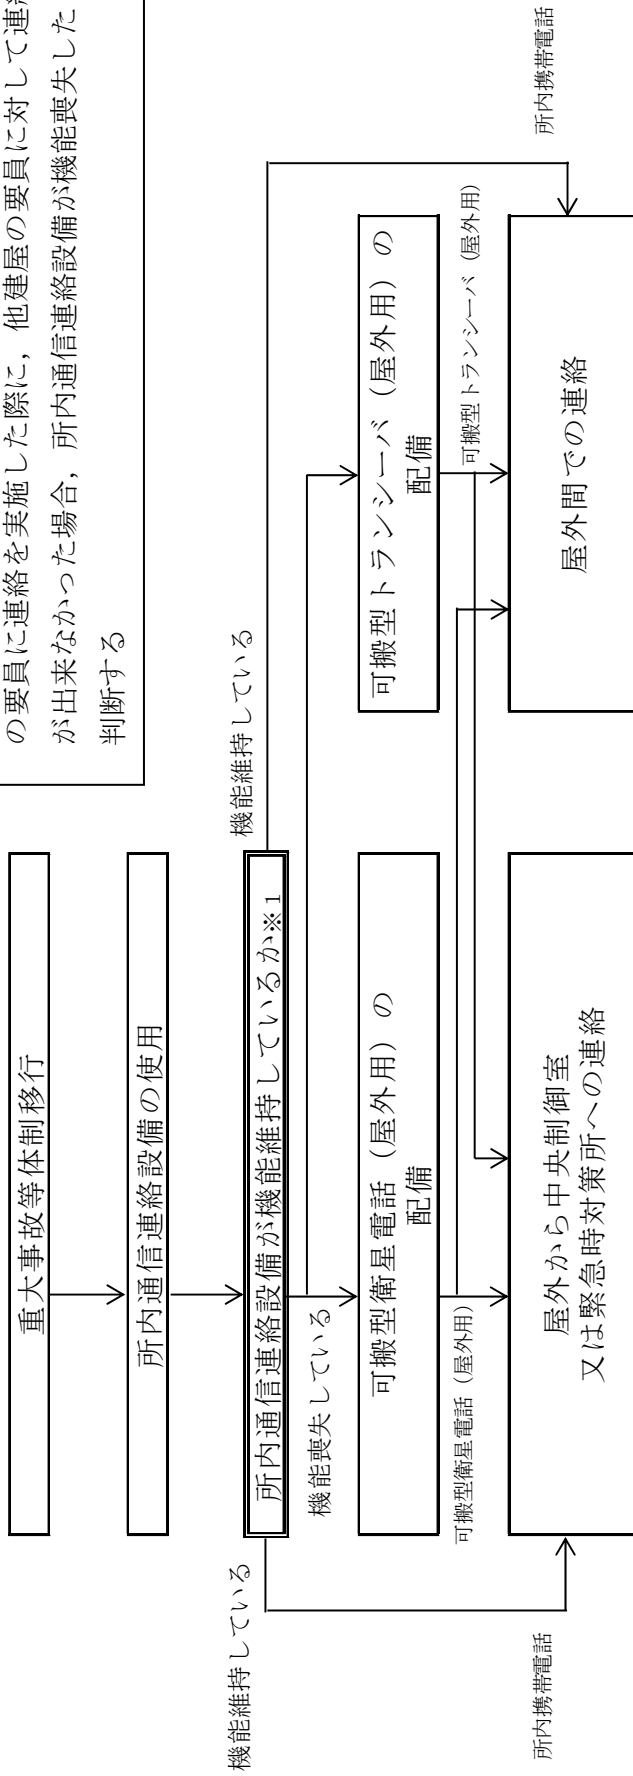 の要員に連絡を実施した際に，他建屋の要員に対して連
が出来なかった場合，所内通信連絡設備が機能喪失した
判断する
重大事故等体制移行
所内通信連絡設備の使用
所内通信連絡設備が機能維持しているか※1
機能維持している
機能維持している
機能喪失している
可搬型衛星電話（屋外用）の
配備
可搬型トランシーバ（屋外用）の
配備
可搬型衛星電話（屋外用）
可搬型トランシーバ（屋外用）
所内携帯電話
所内携帯電話
屋外から中央制御室
又は緊急時対策所への連絡
屋外間での連絡